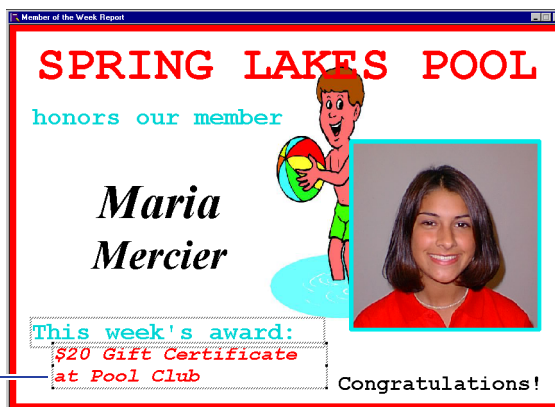 Member of the Week Report
SPRING LAKES POOL
honors our member
Maria
Mercier
This week's award:
$20 Gift Certificate
at Pool Club
Congratulations!